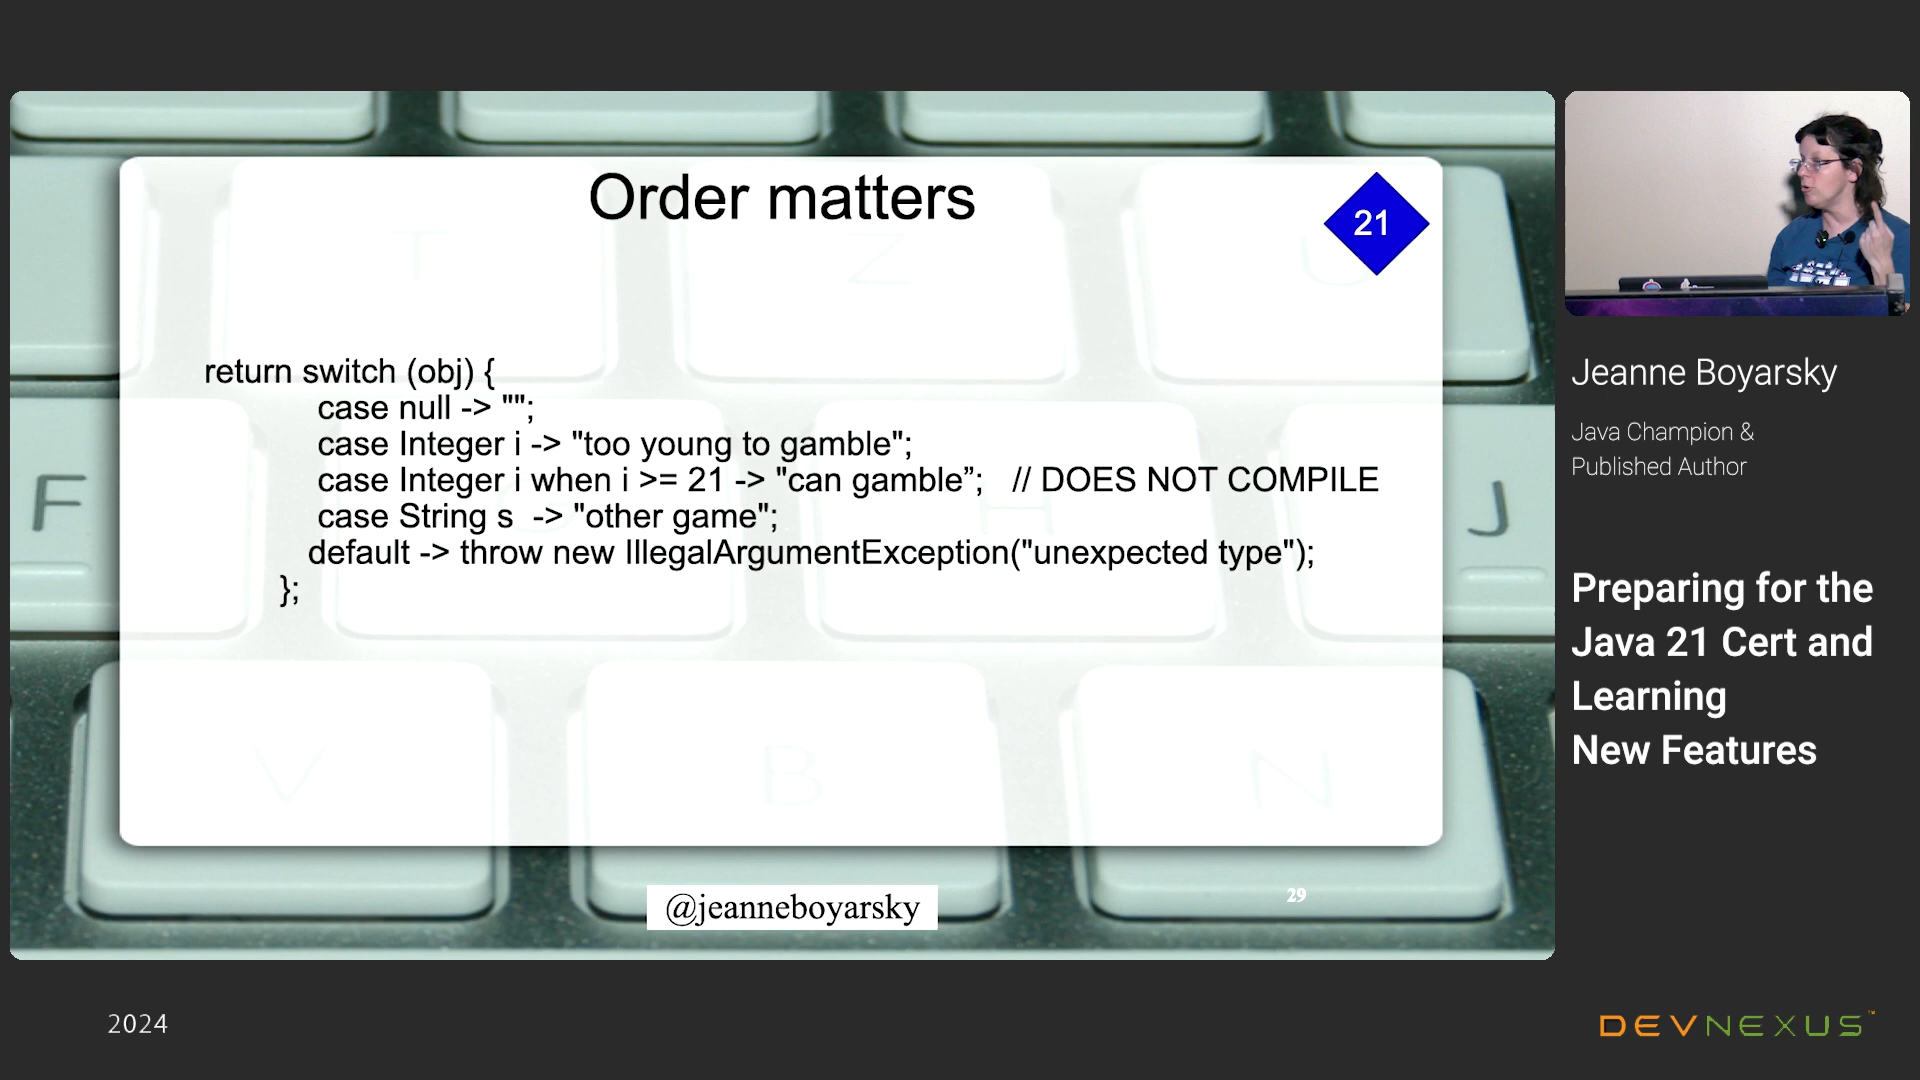 Order matters
21
return switch (obj) {
case null -> "";
case Integer i -> "too young to gamble";
case Integer i when i >= 21 -> "can gamble”; // DOES NOT COMPILE
case String s -> "other game";
default -> throw new IllegalArgumentException("unexpected type");
};
F
J
T
Z
U
H
V
B
N
@jeanneboyarsky
29
Jeanne Boyarsky
Java Champion &
Published Author
Preparing for the
Java 21 Cert and
Learning
New Features
2024
DEVNEXUS™